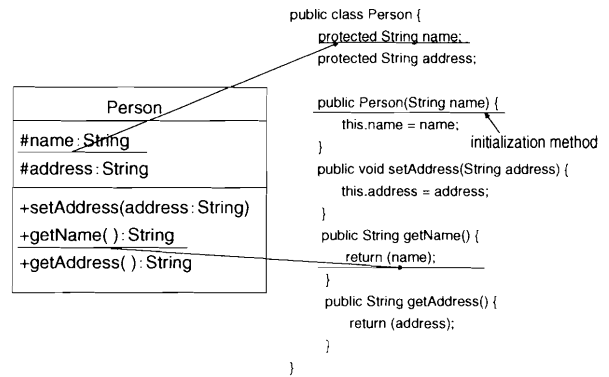 Person
#name:String
#address:String
+setAddress(address:String)
+getName( ):String
+getAddress( ):String
public class Person {
protected String name;
protected String address;
public Person(String name) {
this.name = name;
}
initialization method
public void setAddress(String address) {
this.address = address;
}
public String getName() {
return (name);
}
public String getAddress() {
return (address);
}
}